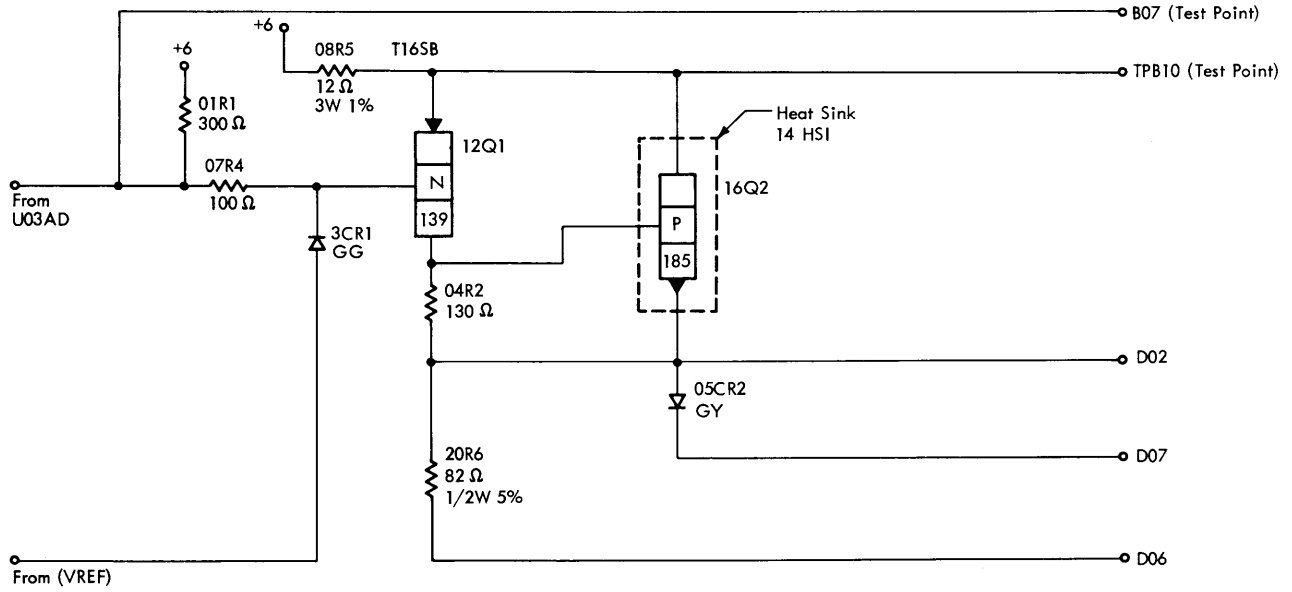 B07 (Test Point)
+6
08R5
T16SB
12 Ω
3W 1%
TPB10 (Test Point)
+6
01R1
300 Ω
Heat Sink
14 HSI
12Q1
N
139
16Q2
P
185
07R4
100 Ω
From
U03AD
3CR1
GG
04R2
130 Ω
D02
05CR2
GY
20R6
82 Ω
1/2W 5%
D07
D06
From (VREF)